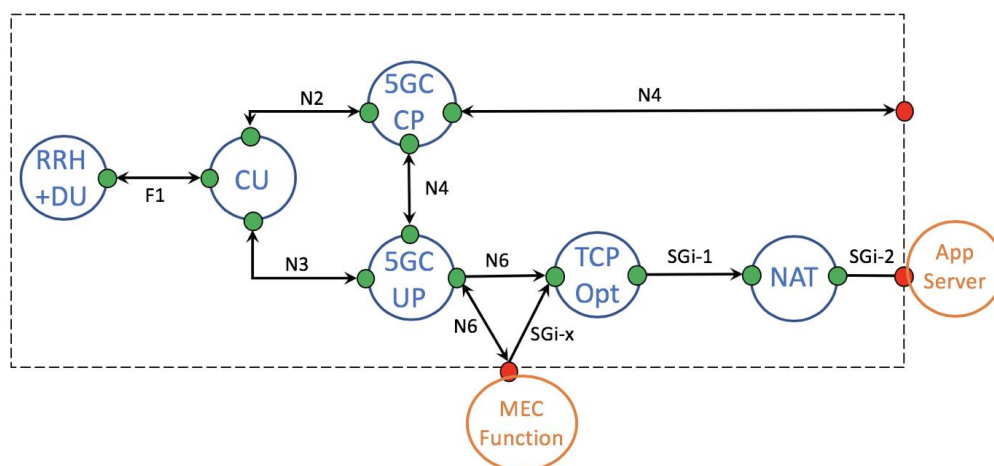 5GC
CP
N2
N4
RRH
+DU
F1
CU
N4
N3
5GC
UP
N6
TCP
Opt
SGi-1
NAT
SGi-2
App
Server
N6
SGi-x
MEC
Function